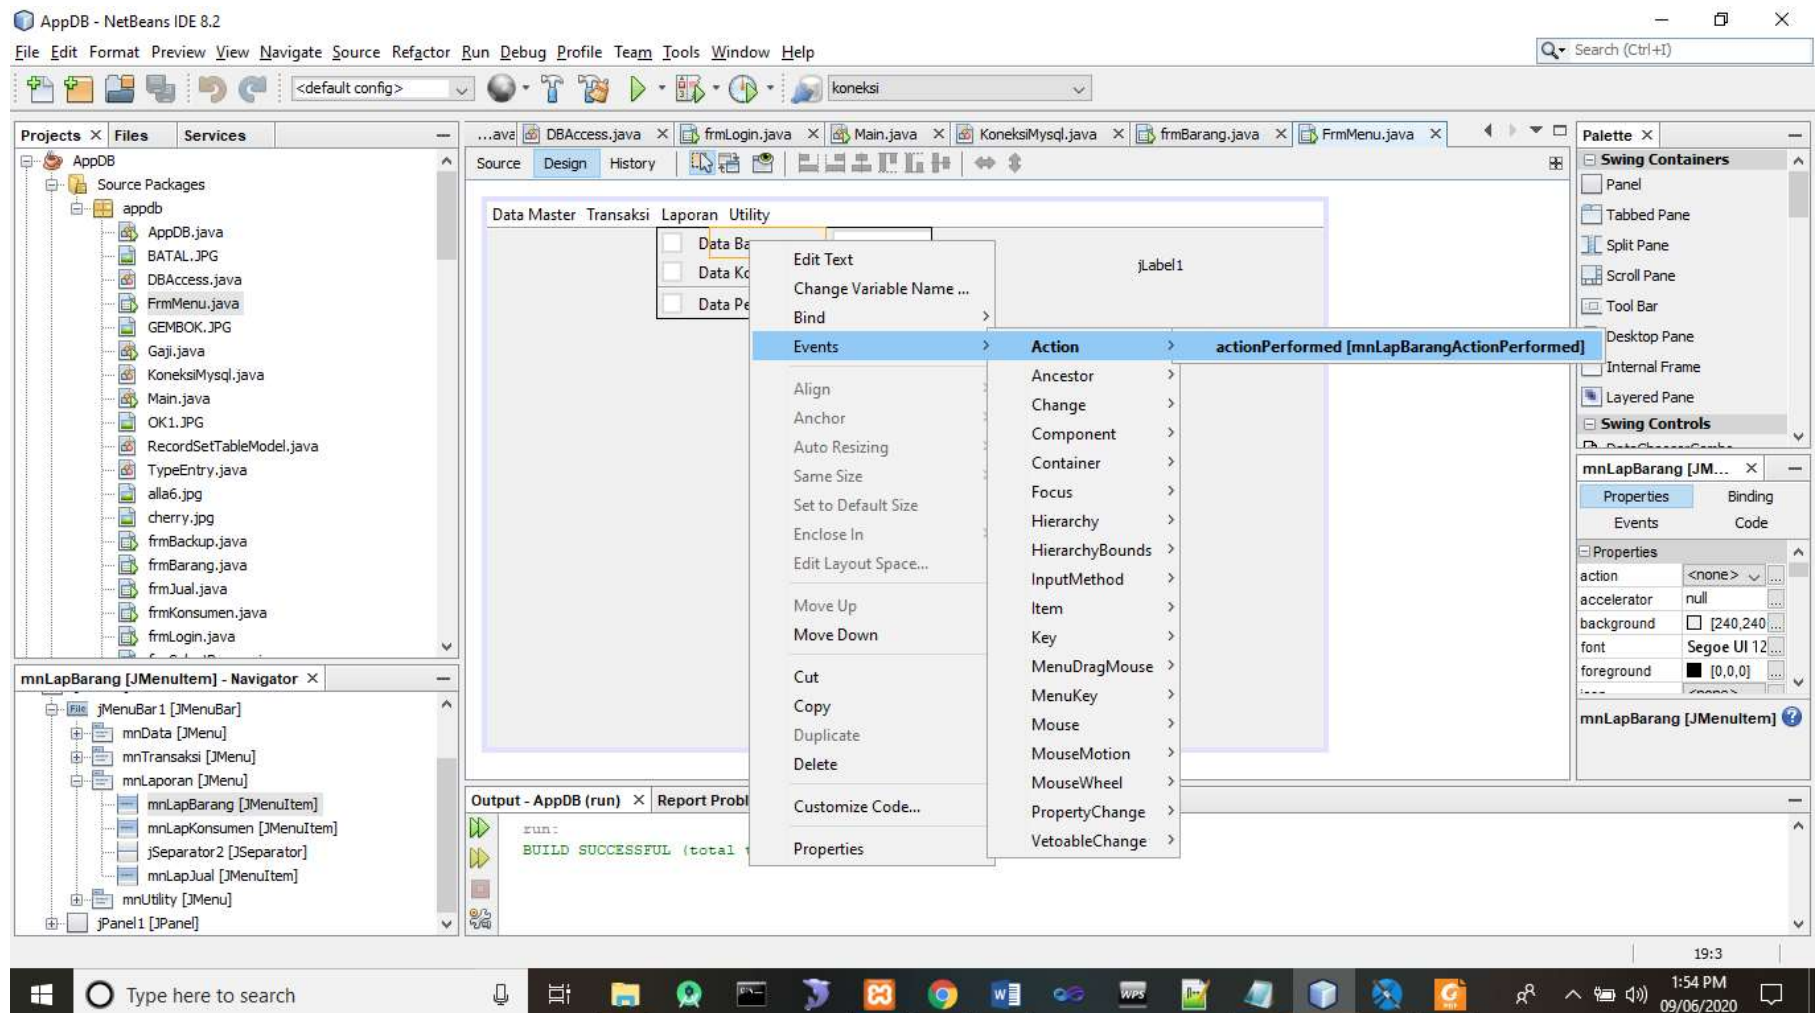 AppDB - NetBeans IDE 8.2
File Edit Format Preview View Navigate Source Refactor Run Debug Profile Team Tools Window Help
Search (Ctrl+I)
<default config>
koneksi
Projects Files Services
AppDB
Source Packages
appdb
AppDB.java
BATAL.JPG
DBAccess.java
FrmMenu.java
GEMBOK.JPG
Gaji.java
KoneksiMysql.java
Main.java
OK1.JPG
RecordSetTableModel.java
TypeEntry.java
alla6.jpg
cherry.jpg
frmBackup.java
frmBarang.java
frmJual.java
frmKonsumen.java
frmLogin.java
mnLapBarang [JMenuItem] - Navigator
jMenuBar1 [JMenuBar]
mnData [JMenu]
mnTransaksi [JMenu]
mnLaporan [JMenu]
mnLapBarang [JMenuItem]
mnLapKonsumen [JMenuItem]
jSeparator2 [JSeparator]
mnLapJual [JMenuItem]
mnUtility [JMenu]
jPanel1 [JPanel]
...ava DBAccess.java frmLogin.java Main.java KoneksiMysql.java frmBarang.java FrmMenu.java
Source Design History
Data Master Transaksi Laporan Utility
Data Ba
Data Ko
Data Pe
jLabel1
Edit Text
Change Variable Name ...
Bind
Events
Align
Anchor
Auto Resizing
Same Size
Set to Default Size
Enclose In
Edit Layout Space...
Move Up
Move Down
Cut
Copy
Duplicate
Delete
Customize Code...
Properties
Action
Ancestor
Change
Component
Container
Focus
Hierarchy
HierarchyBounds
InputMethod
Item
Key
MenuDragMouse
MenuKey
Mouse
MouseMotion
MouseWheel
PropertyChange
VetoableChange
actionPerformed [mnLapBarangActionPerformed]
Output - AppDB (run) Report Probl
run:
BUILD SUCCESSFUL (total t
Palette
Swing Containers
Panel
Tabbed Pane
Split Pane
Scroll Pane
Tool Bar
Desktop Pane
Internal Frame
Layered Pane
Swing Controls
mnLapBarang [JM...
Properties Binding
Events Code
Properties
action <none> ...
accelerator null ...
background [240,240 ...
font Segoe UI 12 ...
foreground [0,0,0] ...
mnLapBarang [JMenuItem]
19:3
Type here to search
WPS
1:54 PM
09/06/2020